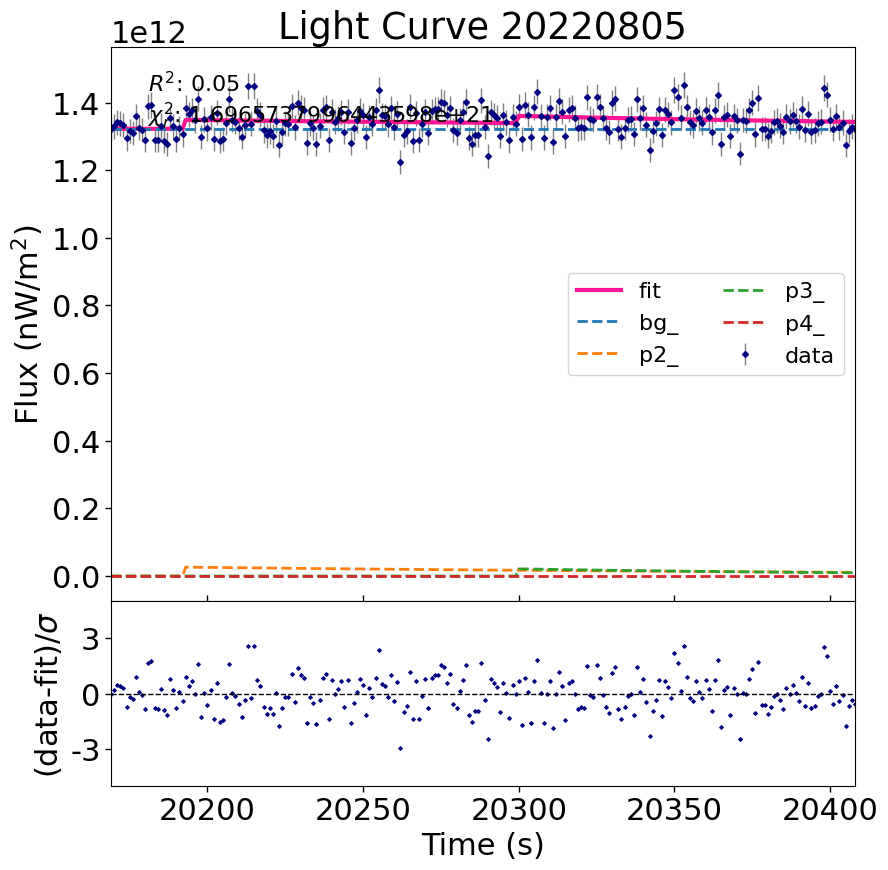 Light Curve 20220805
1e12
R²: 0.05
χ²:
1.4
1.2
1.0
0.8
0.6
0.4
0.2
0.0
Flux (nW/m²)
fit
bg_
p2_
p3_
p4_
data
3
0
-3
(data-fit)/σ
20200
20250
20300
20350
20400
Time (s)